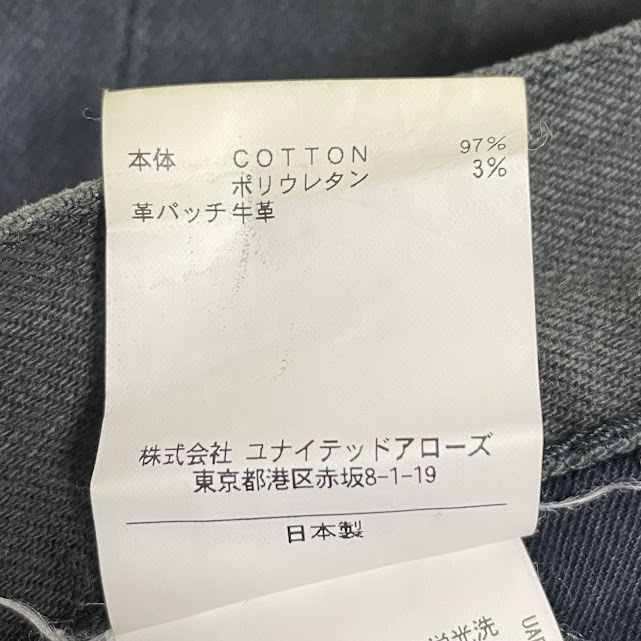 本体 COTTON 97%
ポリウレタン 3%
革パッチ 牛革
株式会社 ユナイテッドアローズ
東京都港区赤坂8-1-19
日本製